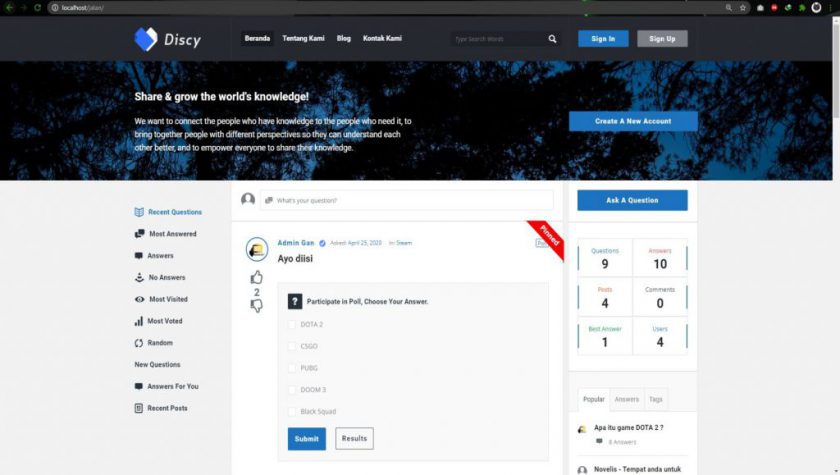 localhost/jalan/
Discy
Beranda
Tentang Kami
Blog
Kontak Kami
Type Search Words
Sign In
Sign Up
Share & grow the world's knowledge!
We want to connect the people who have knowledge to the people who need it, to
bring together people with different perspectives so they can understand each
other better, and to empower everyone to share their knowledge.
Create A New Account
Recent Questions
Most Answered
Answers
No Answers
Most Visited
Most Voted
Random
New Questions
Answers For You
Recent Posts
What's your question?
Admin Gan
Asked: April 25, 2020
In: Steam
Pinned
Ayo diisi
2
? Participate in Poll, Choose Your Answer.
DOTA 2
CSGO
PUBG
DOOM 3
Black Squad
Submit
Results
Ask A Question
Questions
9
Answers
10
Posts
4
Comments
0
Best Answer
1
Users
4
Popular
Answers
Tags
Apa itu game DOTA 2 ?
8 Answers
Novelis - Tempat anda untuk